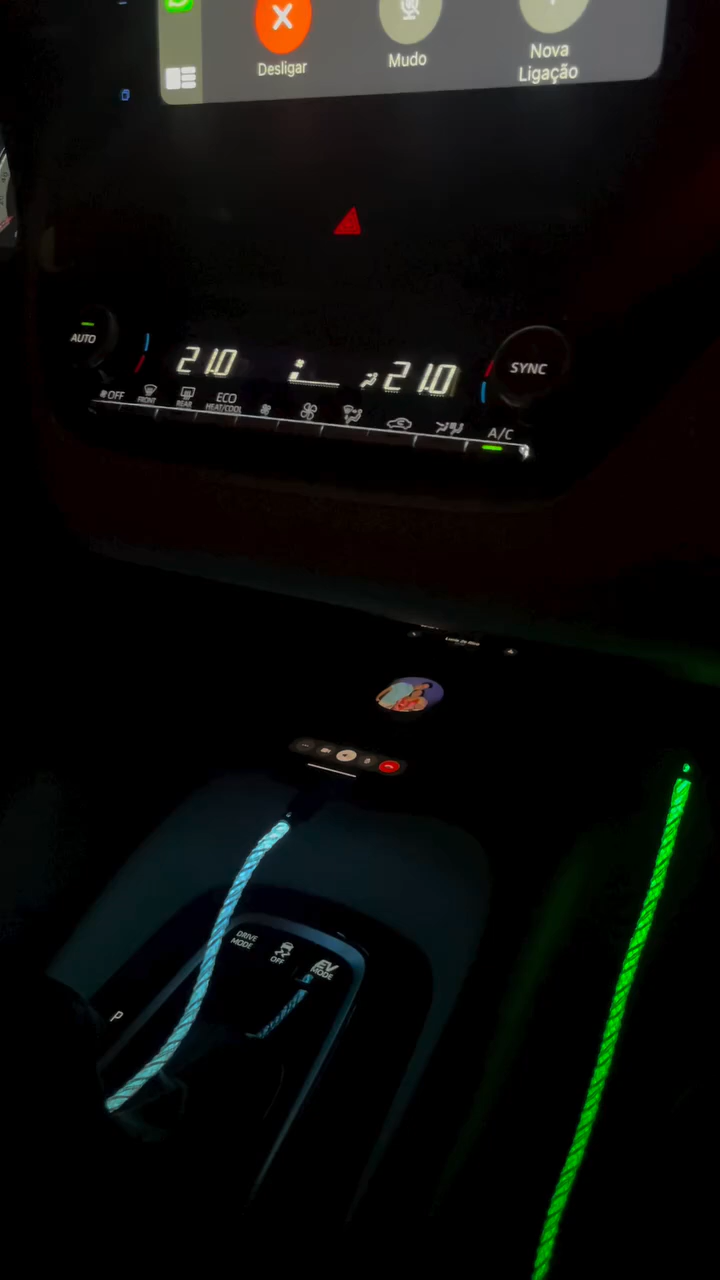 Desligar
Mudo
Nova
Ligação
AUTO
21.0
21.0
SYNC
OFF
FRONT
REAR
ECO
HEAT/COOL
A/C
DRIVE
MODE
OFF
EV
MODE
P